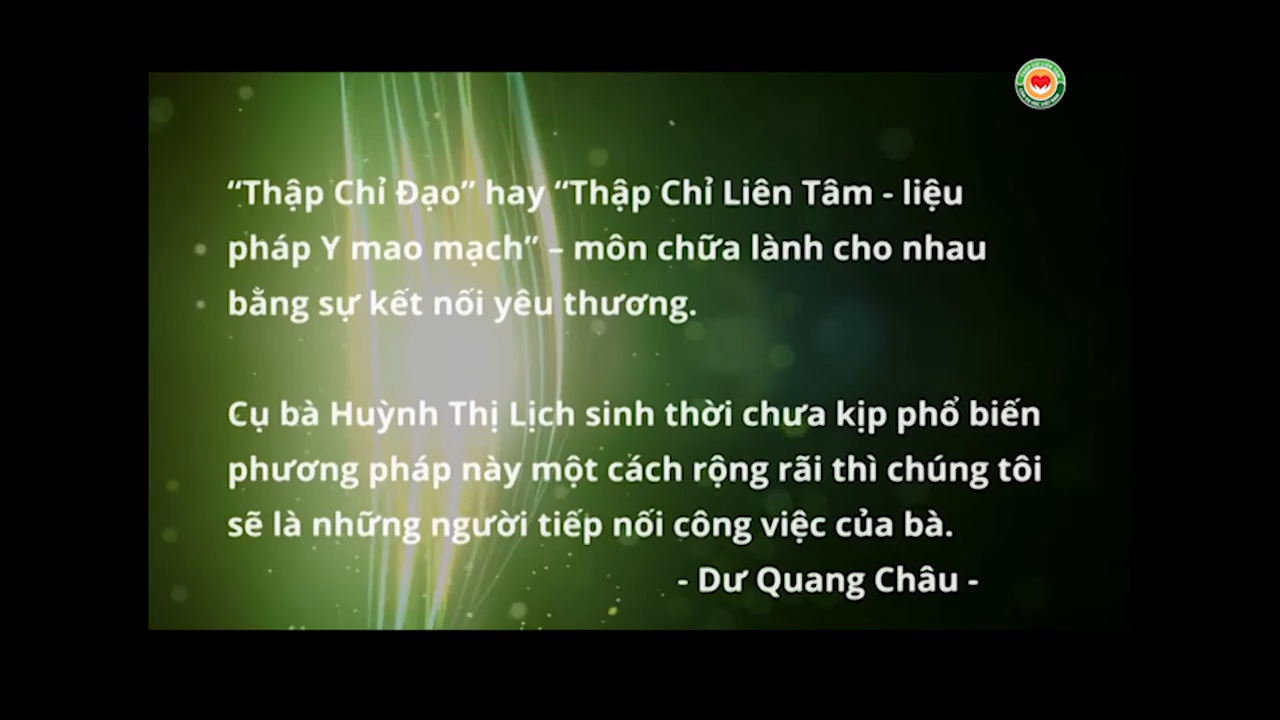 “Thập Chỉ Đạo” hay “Thập Chỉ Liên Tâm - liệu
pháp Y mao mạch” – môn chữa lành cho nhau
bằng sự kết nối yêu thương.
Cụ bà Huỳnh Thị Lịch sinh thời chưa kịp phổ biến
phương pháp này một cách rộng rãi thì chúng tôi
sẽ là những người tiếp nối công việc của bà.
- Dư Quang Châu -